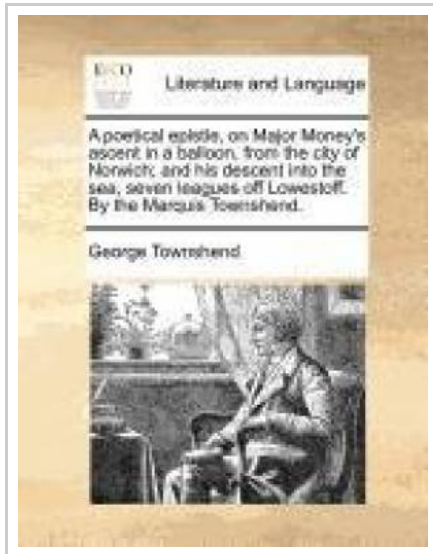 ECCO
Literature and Language
A poetical epistle, on Major Money's
ascent in a balloon, from the city of
Norwich; and his descent into the
sea, seven leagues off Lowestoff.
By the Marquis Townshend.
George Townshend